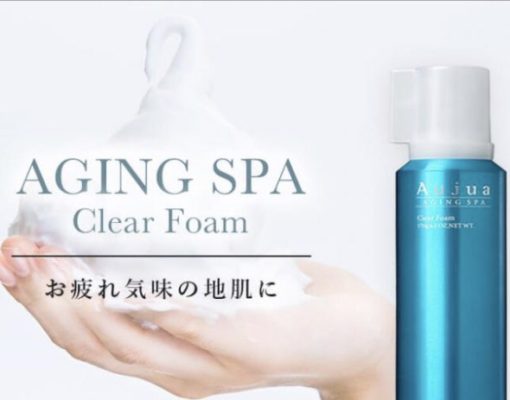 AGING SPA
Clear Foam
お疲れ気味の地肌に
Aujua
AGING SPA
Clear Foam